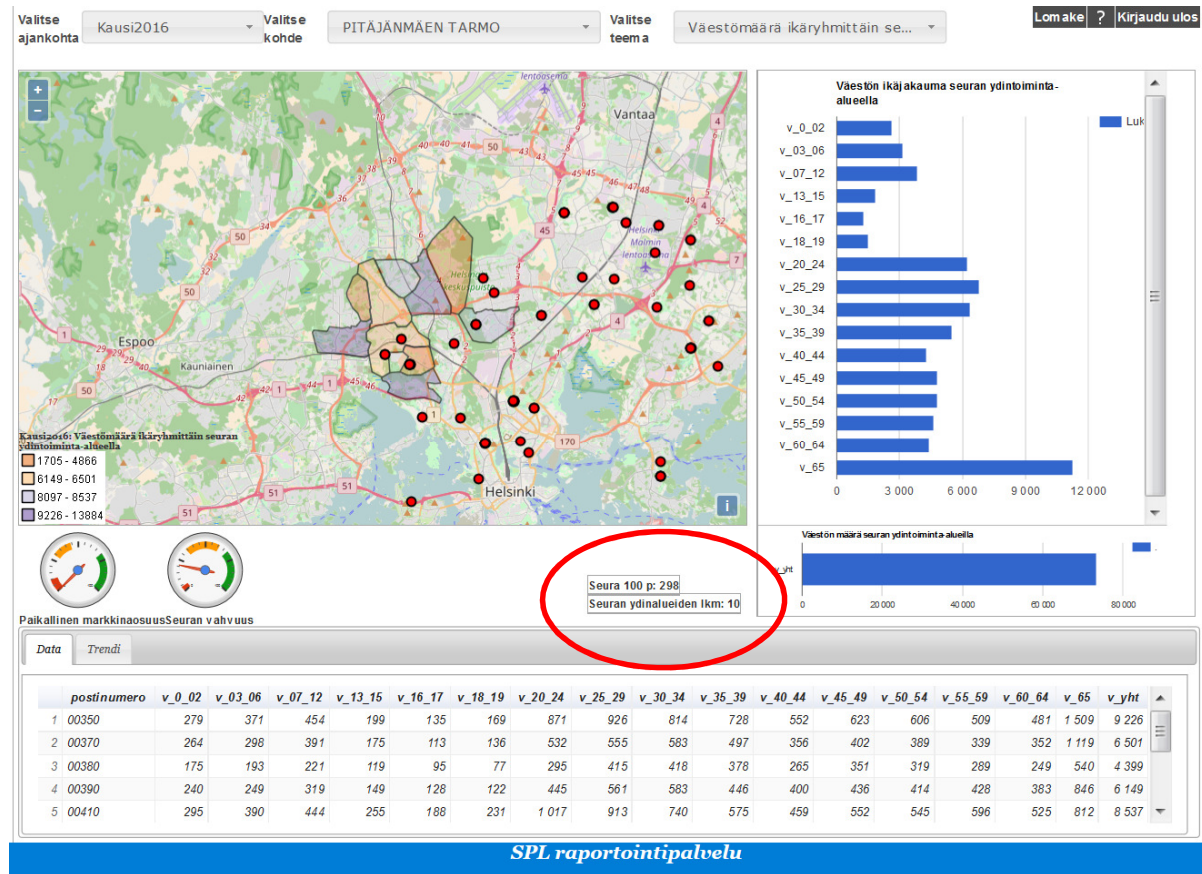 Valitse ajankohta
Kausi2016
Valitse kohde
PITÄJÄNMÄEN TARMO
Valitse teema
Väestömäärä ikäryhmittäin se...
Lomake ? Kirjaudu ulos
+
-
lentoasema
Vantaa
Helsinki Malmin lentoasema
Helsinki keskuspuisto
Espoo
Kauniainen
Helsinki
170
i
Kausi2016: Väestömäärä ikäryhmittäin seuran
ydintoiminta-alueella
1705 - 4866
6149 - 6501
8097 - 8537
9226 - 13884
Väestön ikäjakauma seuran ydintoiminta-
alueella
Luk
v_0_02
v_03_06
v_07_12
v_13_15
v_16_17
v_18_19
v_20_24
v_25_29
v_30_34
v_35_39
v_40_44
v_45_49
v_50_54
v_55_59
v_60_64
v_65
0 3 000 6 000 9 000 12 000
Väestön määrä seuran ydintoiminta-alueilla
v_yht
0 20 000 40 000 60 000 80 000
Seura 100 p: 298
Seuran ydinalueiden lkm: 10
Paikallinen markkinaosuus Seuran vahvuus
Data Trendi
postinumero v_0_02 v_03_06 v_07_12 v_13_15 v_16_17 v_18_19 v_20_24 v_25_29 v_30_34 v_35_39 v_40_44 v_45_49 v_50_54 v_55_59 v_60_64 v_65 v_yht
1 00350 279 371 454 199 135 169 871 926 814 728 552 623 606 509 481 1 509 9 226
2 00370 264 298 391 175 113 136 532 555 583 497 356 402 389 339 352 1 119 6 501
3 00380 175 193 221 119 95 77 295 415 418 378 265 351 319 289 249 540 4 399
4 00390 240 249 319 149 128 122 445 561 583 446 400 436 414 428 383 846 6 149
5 00410 295 390 444 255 188 231 1 017 913 740 575 459 552 545 596 525 812 8 537
SPL raportointipalvelu